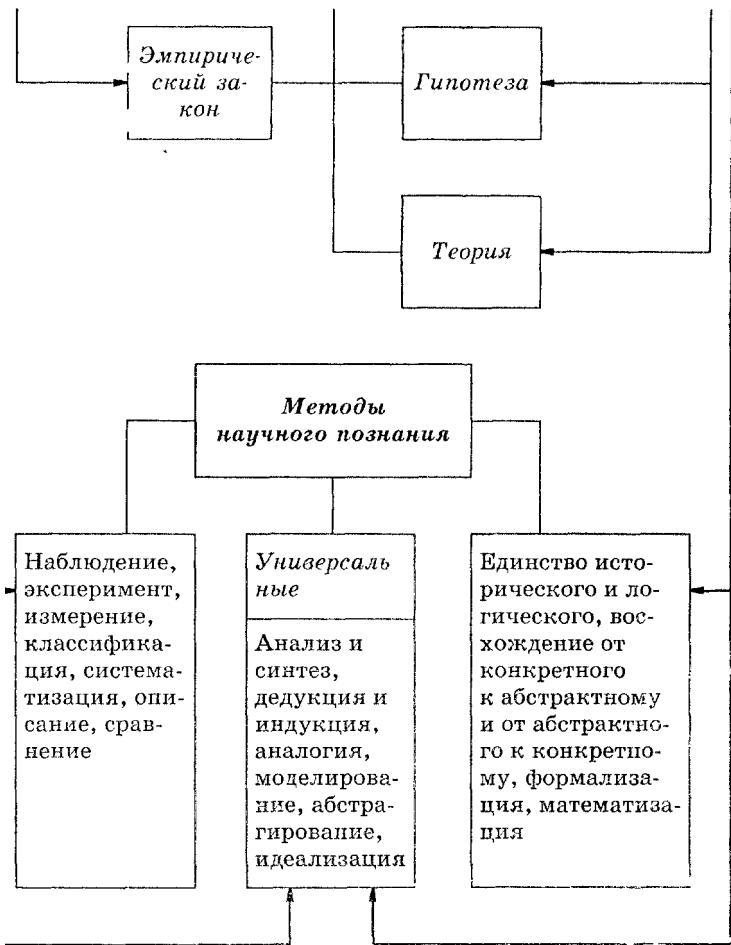 Эмпириче-
ский за-
кон
Гипотеза
Теория
Методы
научного познания
Наблюдение,
эксперимент,
измерение,
классифика-
ция, система-
тизация, опи-
сание, срав-
нение
Универсаль
ные
Анализ и
синтез,
дедукция и
индукция,
аналогия,
моделирова-
ние, абстра-
гирование,
идеализация
Единство исто-
рического и ло-
гического, вос-
хождение от
конкретного
к абстрактному
и от абстрактно-
го к конкретно-
му, формализа-
ция, математиза-
ция